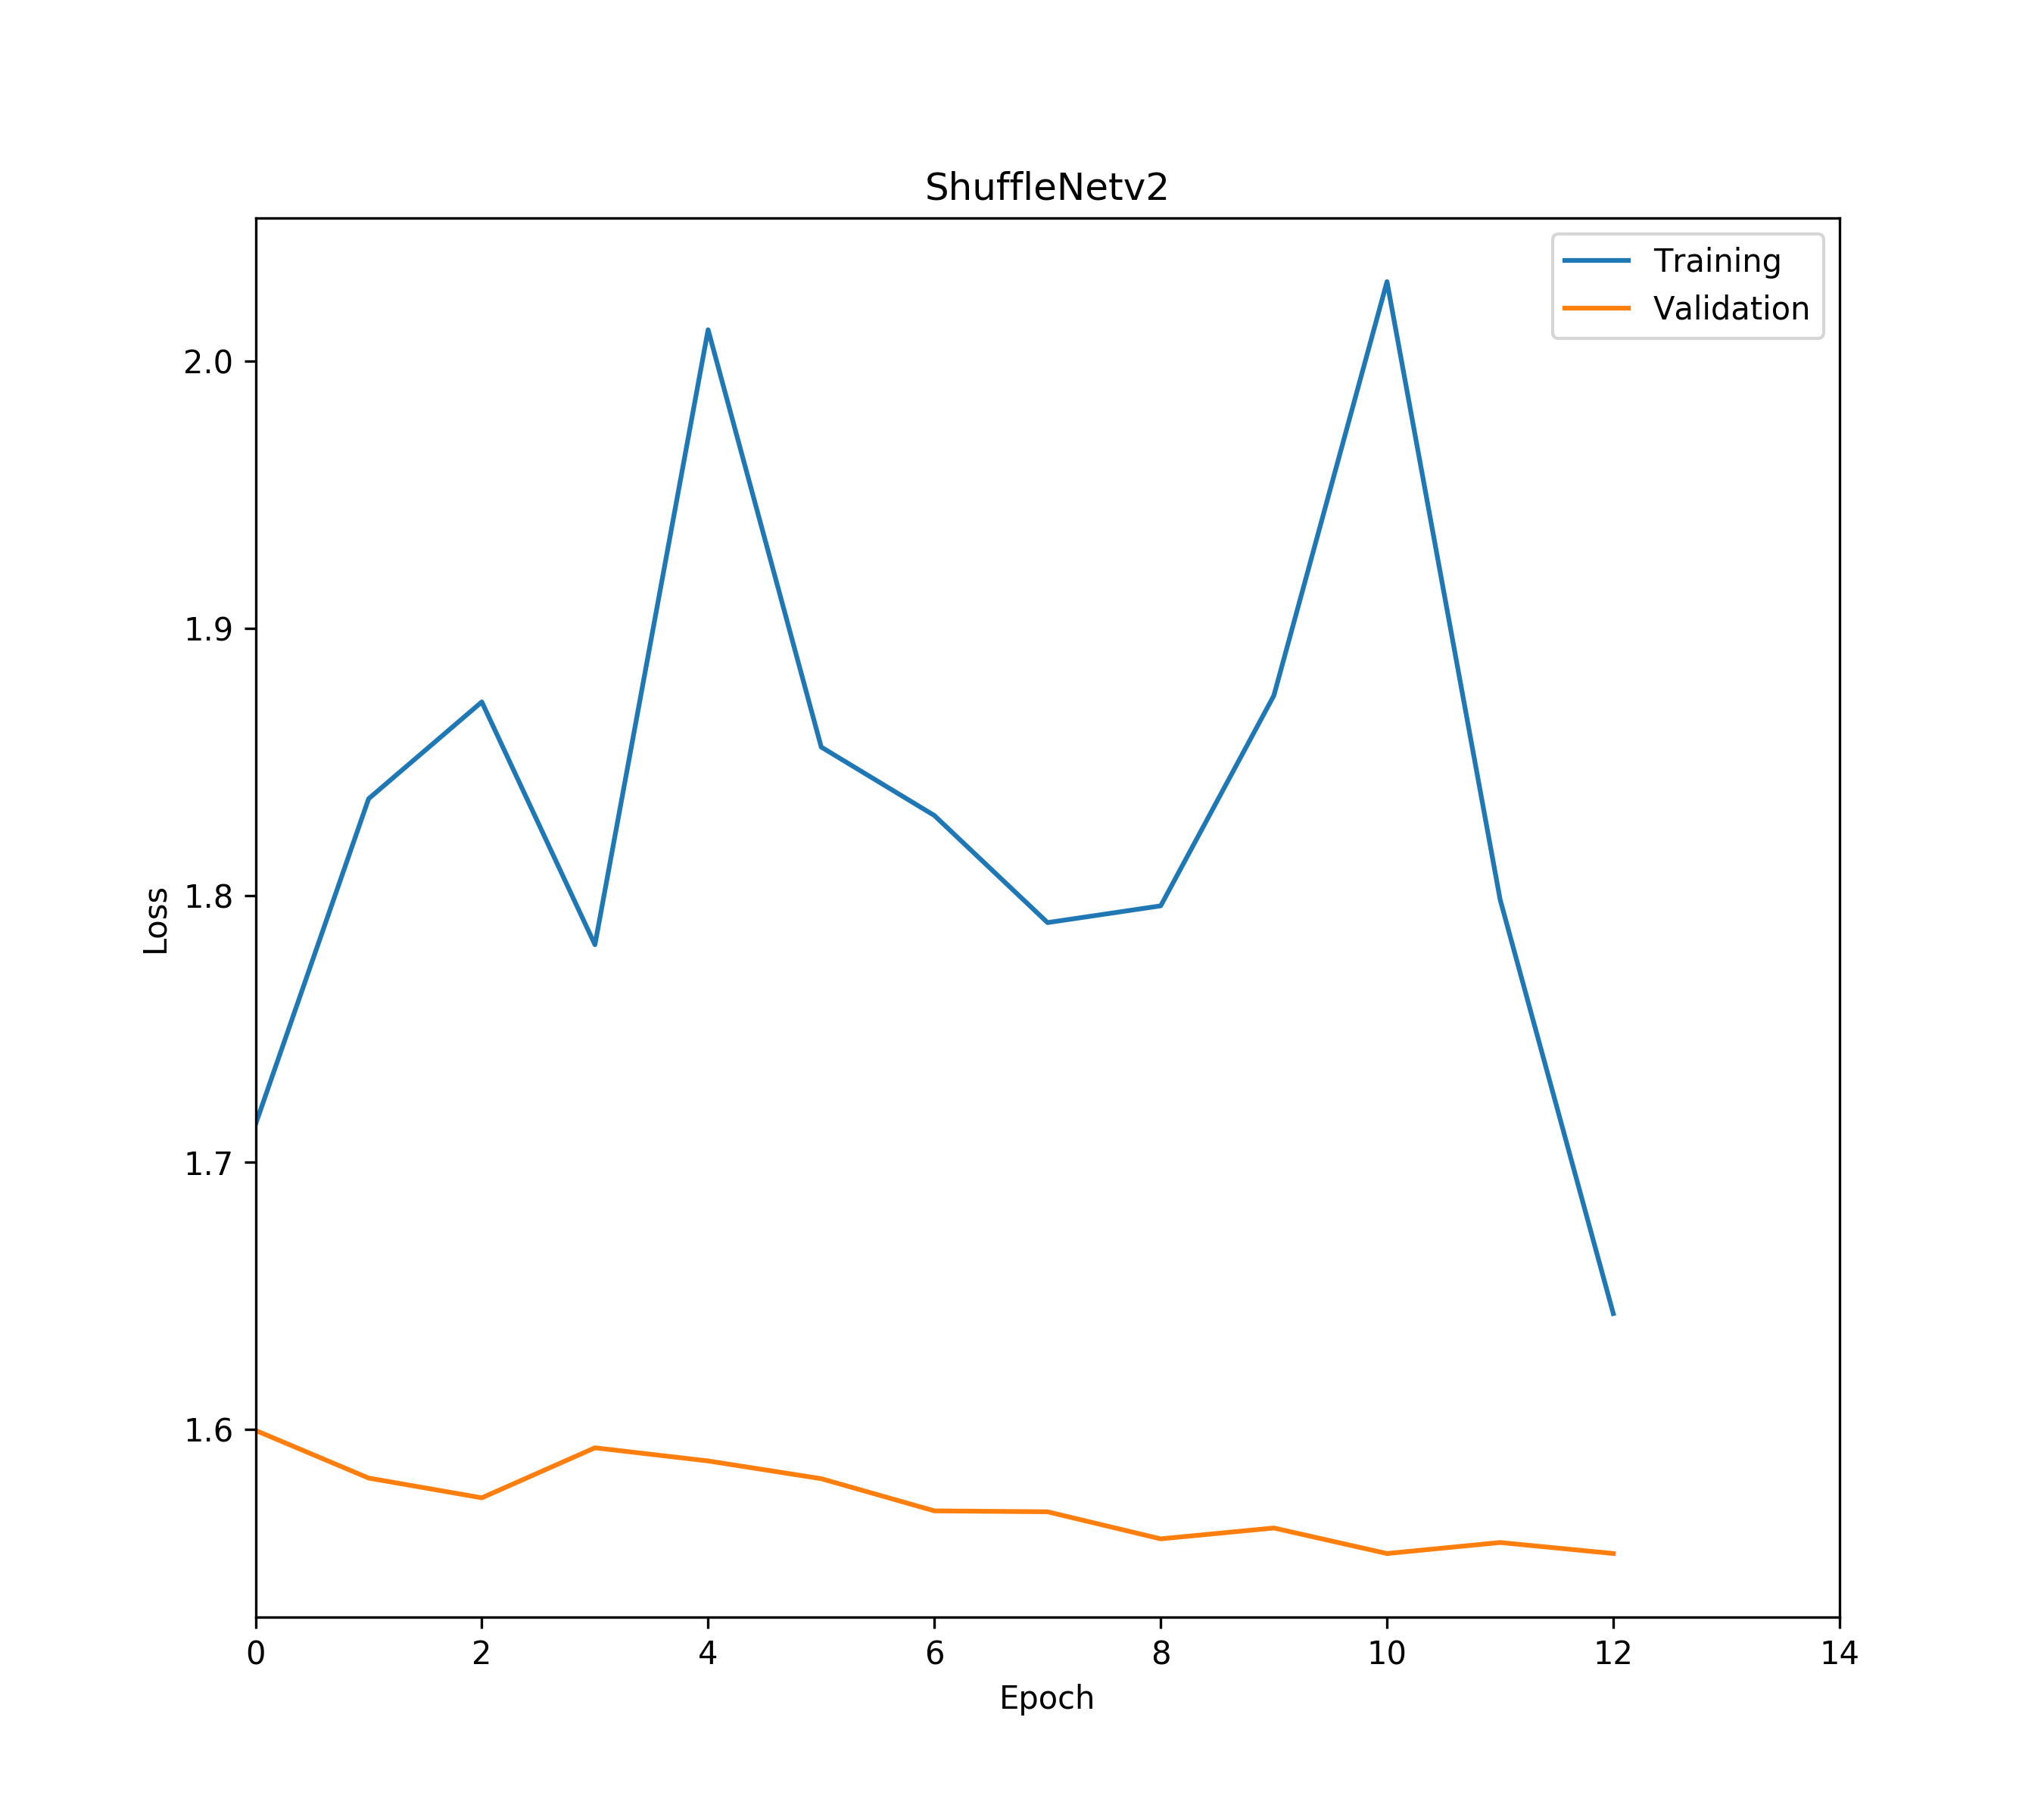 ShuffleNetv2
Training
Validation
2.0
1.9
1.8
1.7
1.6
Loss
0 2 4 6 8 10 12 14
Epoch